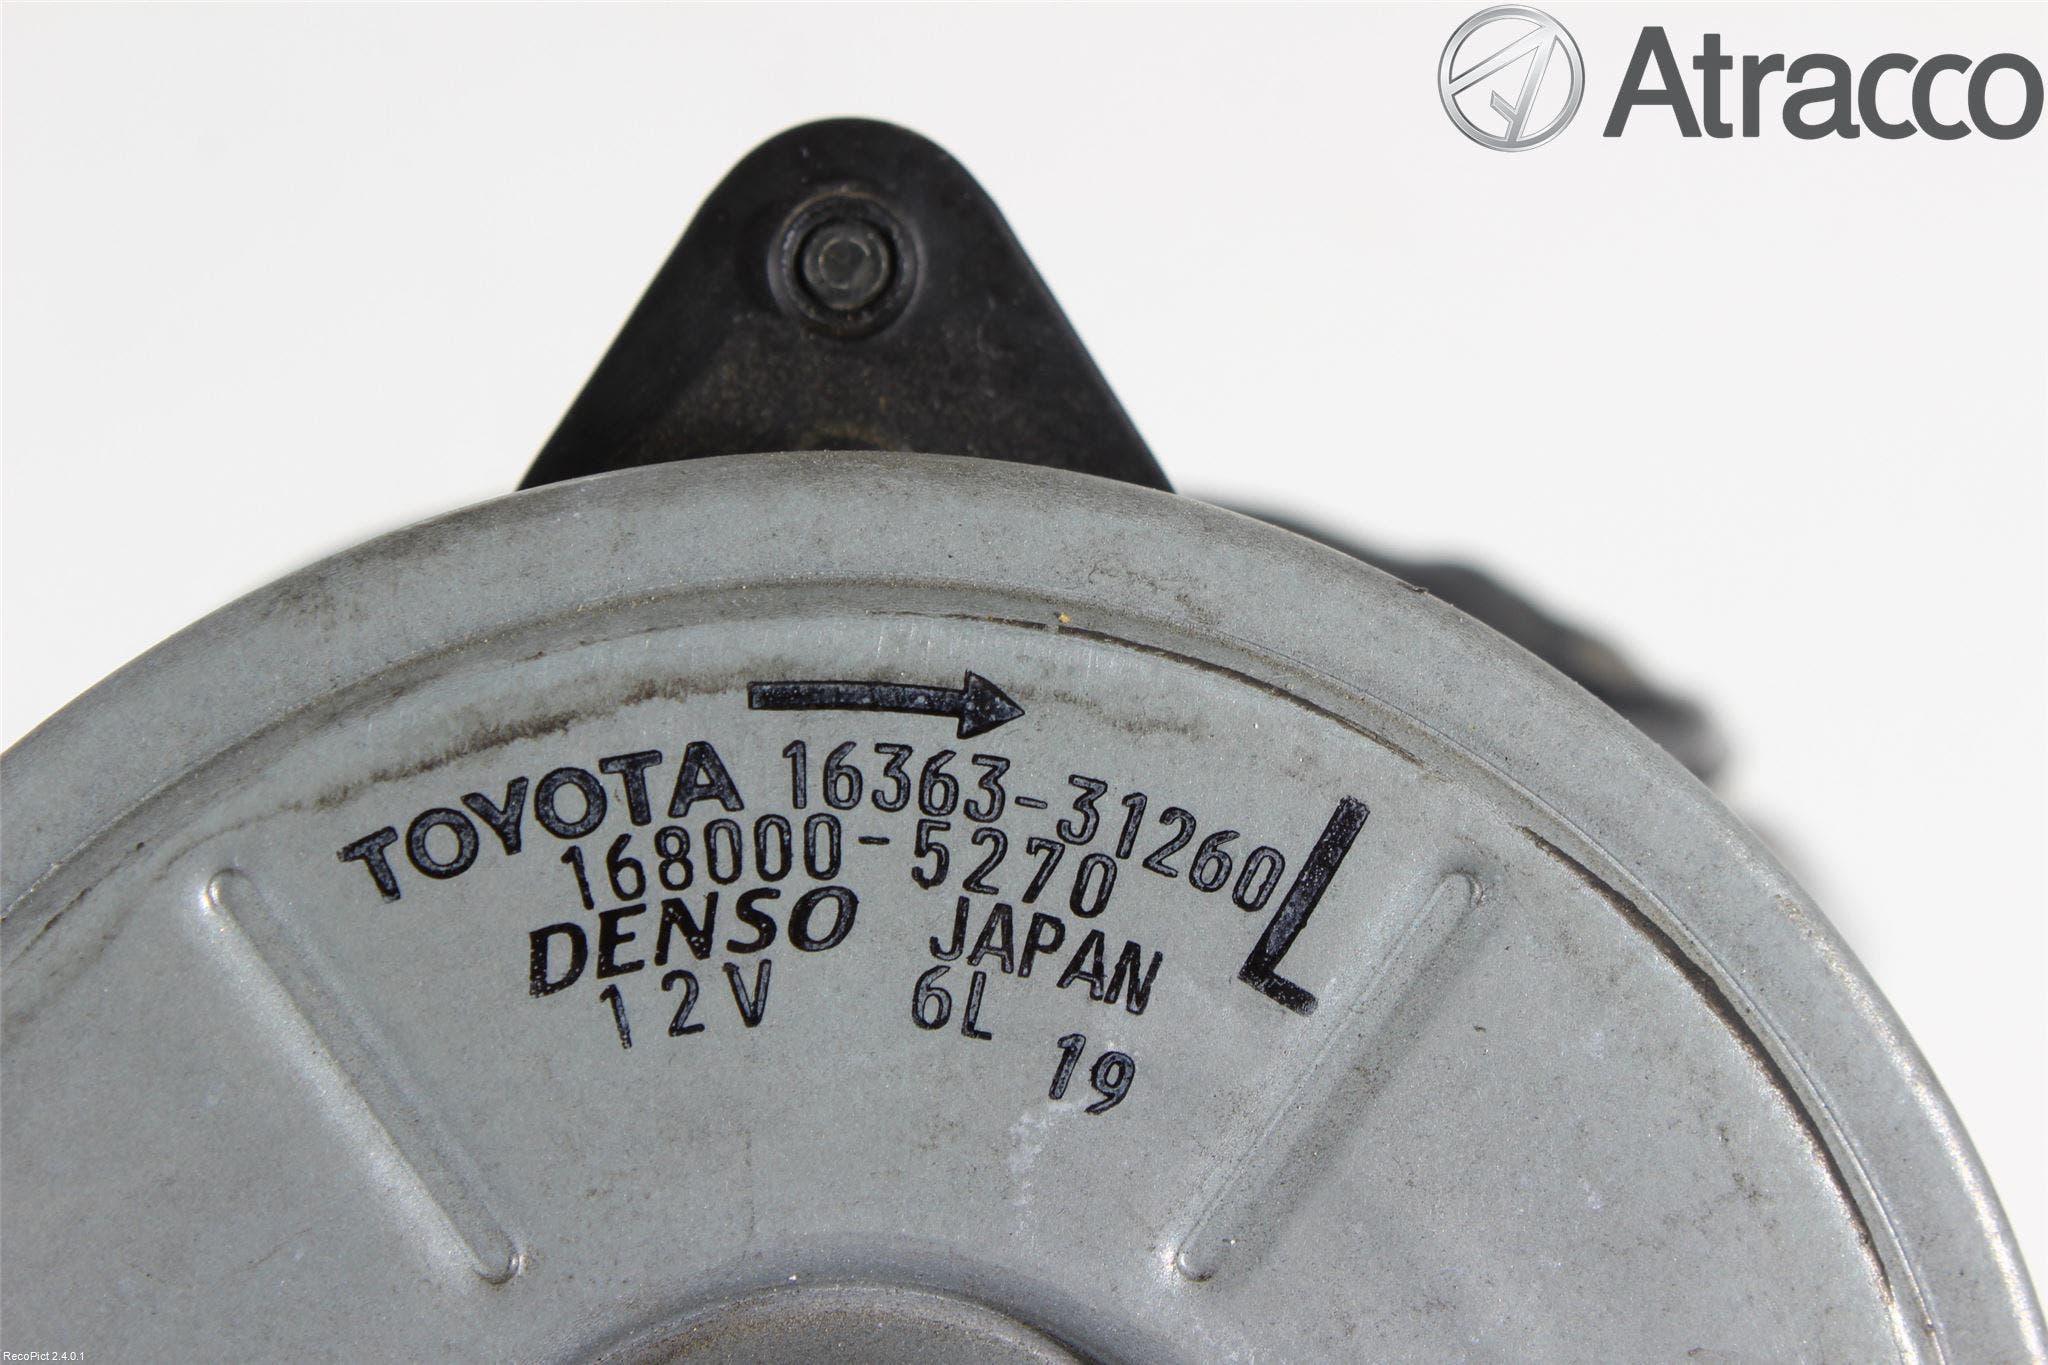 Atracco
TOYOTA 16363-31260 L
168000-5270
DENSO JAPAN
12V 6L
19
RecoPict 2.4.0.1